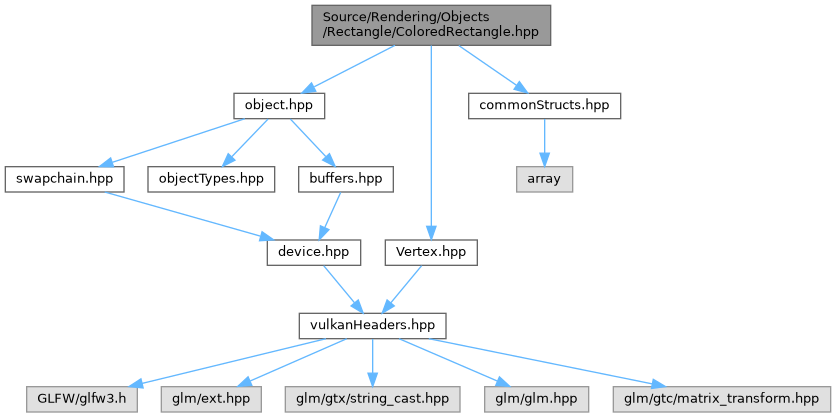 Source/Rendering/Objects
/Rectangle/ColoredRectangle.hpp
object.hpp
commonStructs.hpp
swapchain.hpp
objectTypes.hpp
buffers.hpp
array
device.hpp
Vertex.hpp
vulkanHeaders.hpp
GLFW/glfw3.h
glm/ext.hpp
glm/gtx/string_cast.hpp
glm/glm.hpp
glm/gtc/matrix_transform.hpp